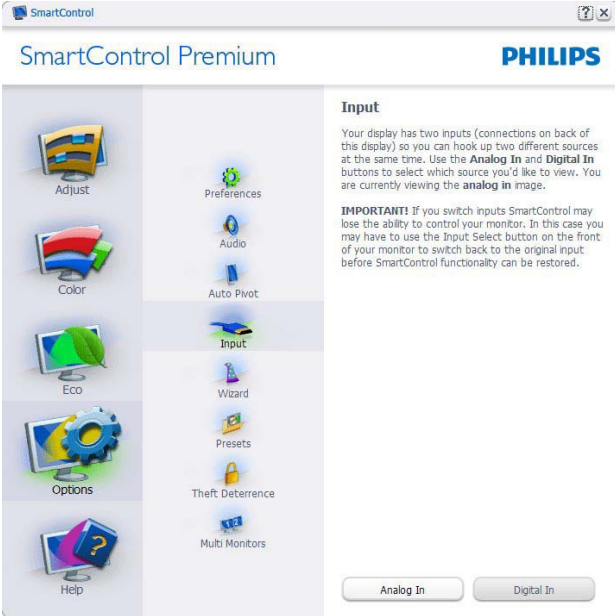 SmartControl
SmartControl Premium
PHILIPS
Adjust
Color
Eco
Options
Help
Preferences
Audio
Auto Pivot
Input
Wizard
Presets
Theft Deterrence
Multi Monitors
Input
Your display has two inputs (connections on back of
this display) so you can hook up two different sources
at the same time. Use the Analog In and Digital In
buttons to select which source you'd like to view. You
are currently viewing the analog in image.
IMPORTANT! If you switch inputs SmartControl may
lose the ability to control your monitor. In this case you
may have to use the Input Select button on the front
of your monitor to switch back to the original input
before SmartControl functionality can be restored.
Analog In
Digital In